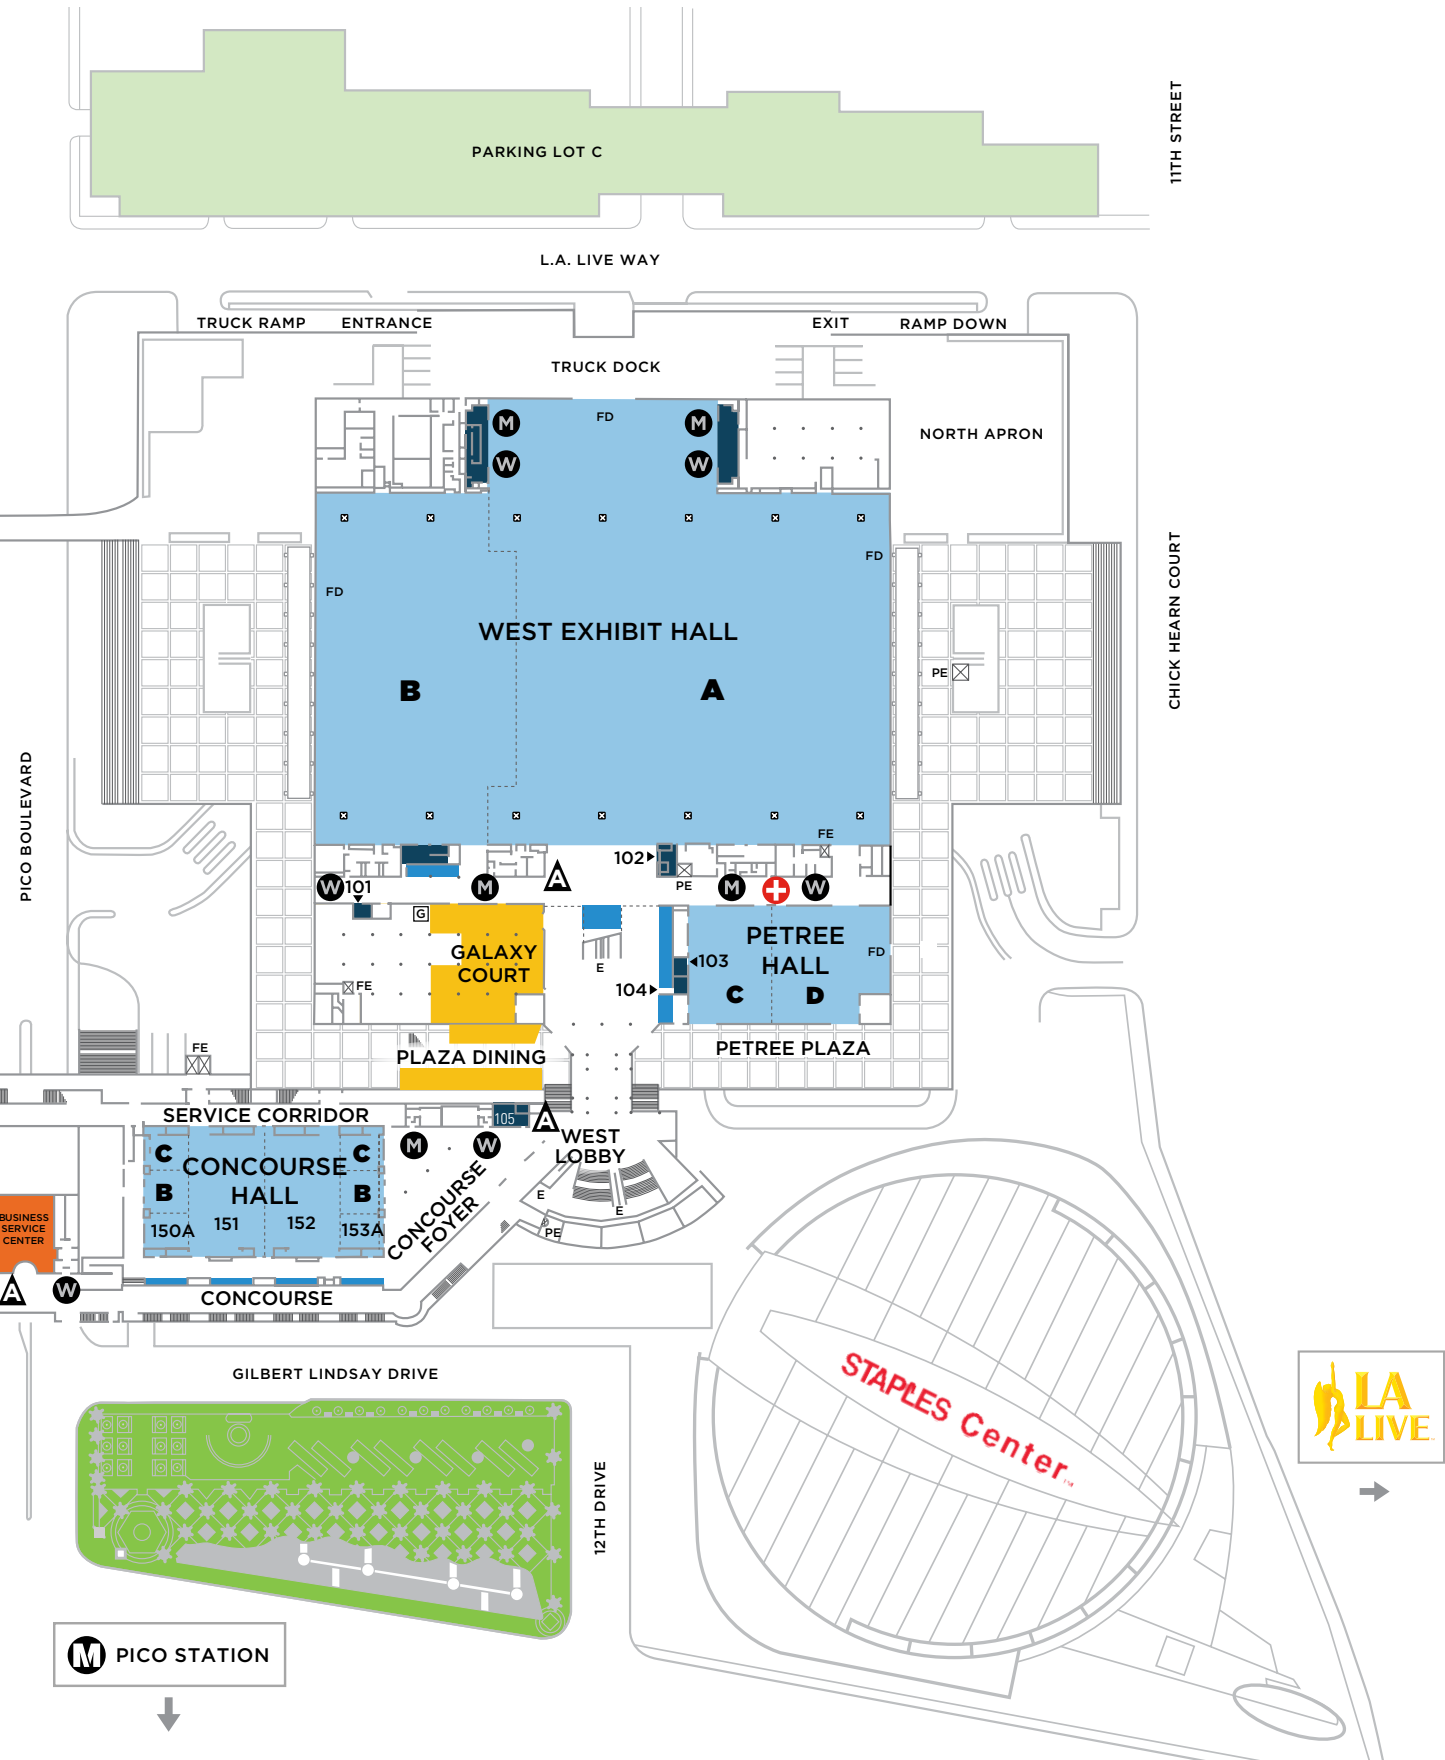 11TH STREET
PARKING LOT C
L.A. LIVE WAY
TRUCK RAMP
ENTRANCE
EXIT
RAMP DOWN
TRUCK DOCK
M
FD
M
NORTH APRON
W
W
FD
FD
WEST EXHIBIT HALL
B
A
PE
CHICK HEARN COURT
PICO BOULEVARD
FE
102
A
W
101
M
PE
M
W
G
GALAXY
COURT
PETREE
HALL
FD
103
E
FE
104
C
D
PLAZA DINING
PETREE PLAZA
FE
SERVICE CORRIDOR
105
A
WEST
LOBBY
M
W
C
CONCOURSE
HALL
C
B
B
150A
151
152
153A
CONCOURSE
FOYER
E
E
PE
BUSINESS
SERVICE
CENTER
A
W
CONCOURSE
GILBERT LINDSAY DRIVE
STAPLES Center
LA
LIVE
12TH DRIVE
M PICO STATION